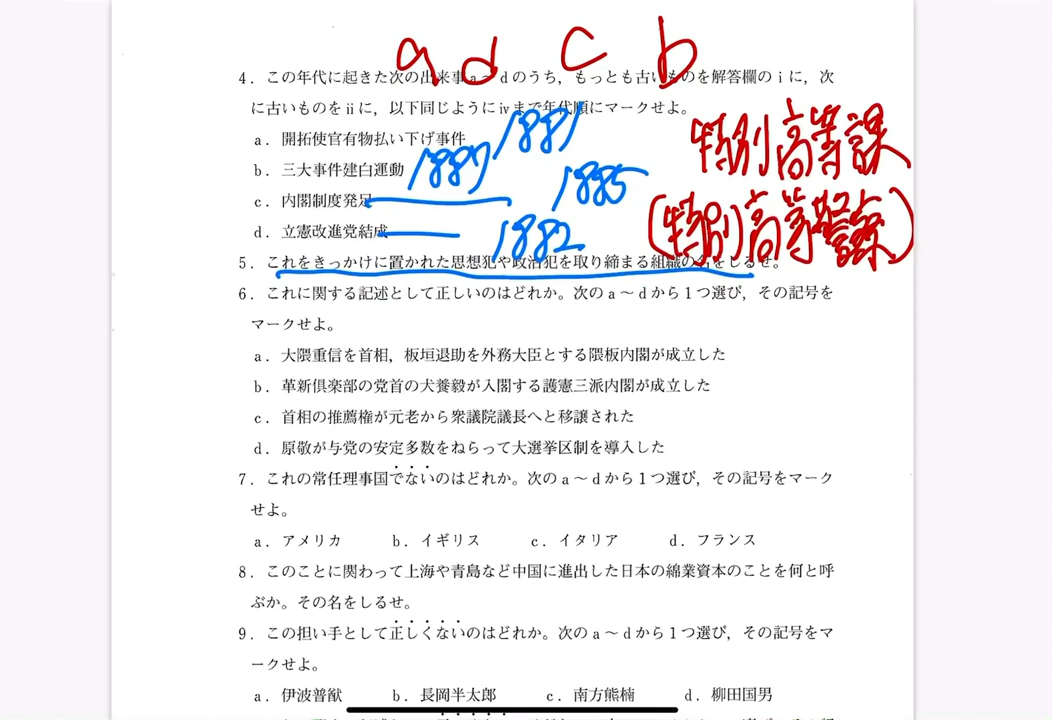 a d c b
4．この年代に起きた次の出来事a～dのうち，もっとも古いものを解答欄のⅰに，次
に古いものをⅱに，以下同じようにⅳまで年代順にマークせよ。
a．開拓使官有物払い下げ事件
1881
特別高等課
b．三大事件建白運動
1887
c．内閣制度発足
1885
(特別高等警察)
d．立憲改進党結成
1882
5．これをきっかけに置かれた思想犯や政治犯を取り締まる組織の名をしるせ。
6．これに関する記述として正しいのはどれか。次のa～dから1つ選び，その記号を
マークせよ。
a．大隈重信を首相，板垣退助を外務大臣とする隈板内閣が成立した
b．革新倶楽部の党首の犬養毅が入閣する護憲三派内閣が成立した
c．首相の推薦権が元老から衆議院議長へと移譲された
d．原敬が与党の安定多数をねらって大選挙区制を導入した
7．これの常任理事国でないのはどれか。次のa～dから1つ選び，その記号をマーク
せよ。
a．アメリカ b．イギリス c．イタリア d．フランス
8．このことに関わって上海や青島など中国に進出した日本の綿業資本のことを何と呼
ぶか。その名をしるせ。
9．この担い手として正しくないのはどれか。次のa～dから1つ選び，その記号をマ
ークせよ。
a．伊波普猷 b．長岡半太郎 c．南方熊楠 d．柳田国男